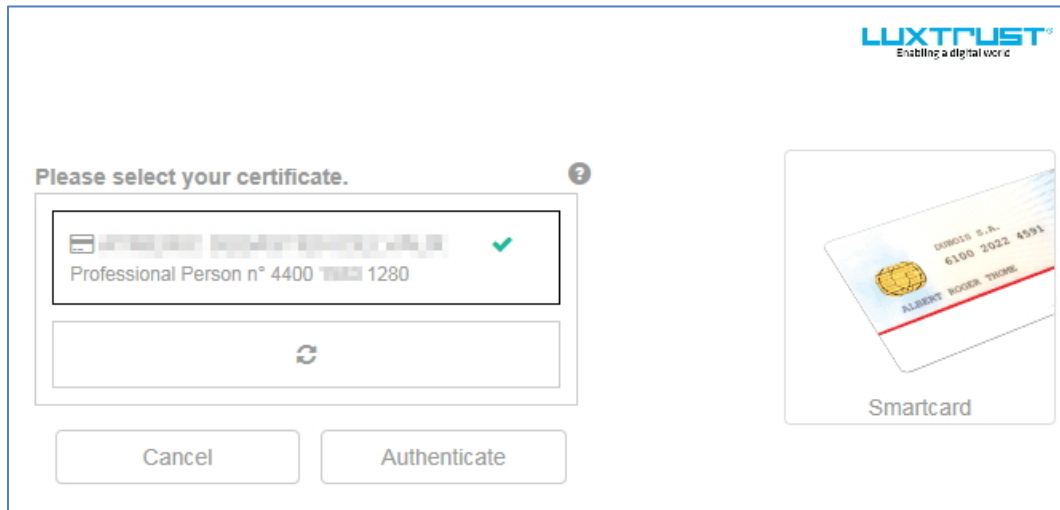 LUXTRUST
Enabling a digital world
Please select your certificate.
Professional Person n° 4400 1280
DUBOIS S.A.
6100 2022 4591
ALBERT ROGER THOME
Smartcard
Cancel
Authenticate